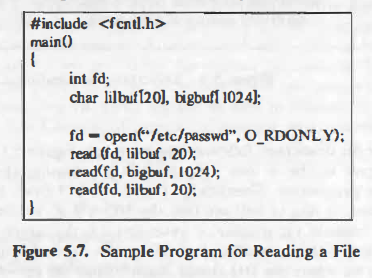 #include <fcntl.h>
main()
{
int fd;
char lilbuf[20], bigbuf[1024];
fd = open("/etc/passwd", O_RDONLY);
read(fd, lilbuf, 20);
read(fd, bigbuf, 1024);
read(fd, lilbuf, 20);
}
Figure 5.7. Sample Program for Reading a File